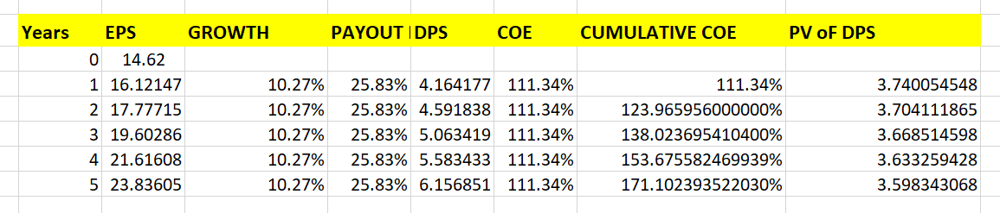 Years EPS GROWTH PAYOUT DPS COE CUMULATIVE COE PV oF DPS
0 14.62
1 16.12147 10.27% 25.83% 4.164177 111.34% 111.34% 3.740054548
2 17.77715 10.27% 25.83% 4.591838 111.34% 123.965956000000% 3.704111865
3 19.60286 10.27% 25.83% 5.063419 111.34% 138.023695410400% 3.668514598
4 21.61608 10.27% 25.83% 5.583433 111.34% 153.675582469939% 3.633259428
5 23.83605 10.27% 25.83% 6.156851 111.34% 171.102393522030% 3.598343068